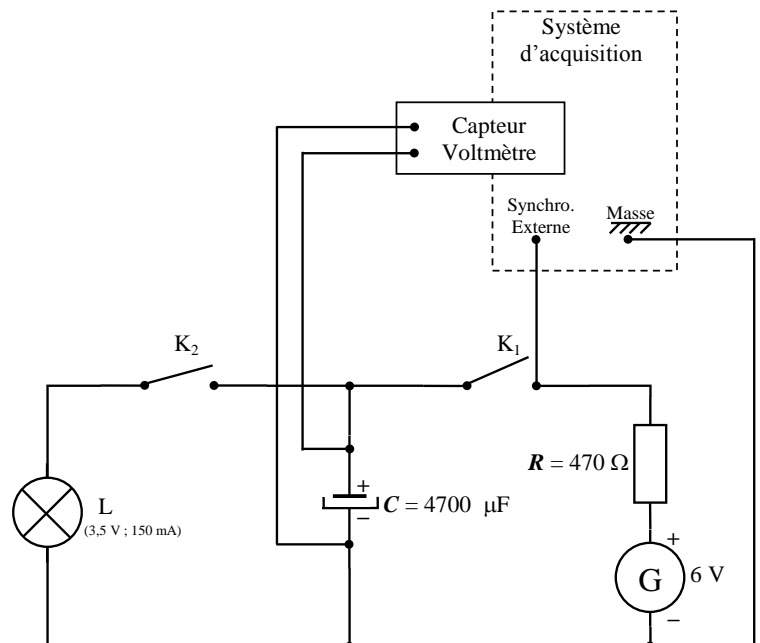 Système
d'acquisition
Capteur
Voltmètre
Synchro.
Externe
Masse
K₂
K₁
R = 470 Ω
+
C = 4700 µF
−
L
(3,5 V ; 150 mA)
+
G
6 V
−